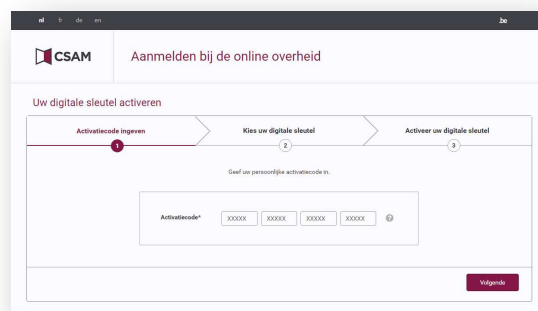 nl fr de en .be
CSAM Aanmelden bij de online overheid
Uw digitale sleutel activeren
Activatiecode ingeven Kies uw digitale sleutel Activeer uw digitale sleutel
1 2 3
Geef uw persoonlijke activatiecode in.
Activatiecode* XXXXX XXXXX XXXXX XXXXX ?
Volgende